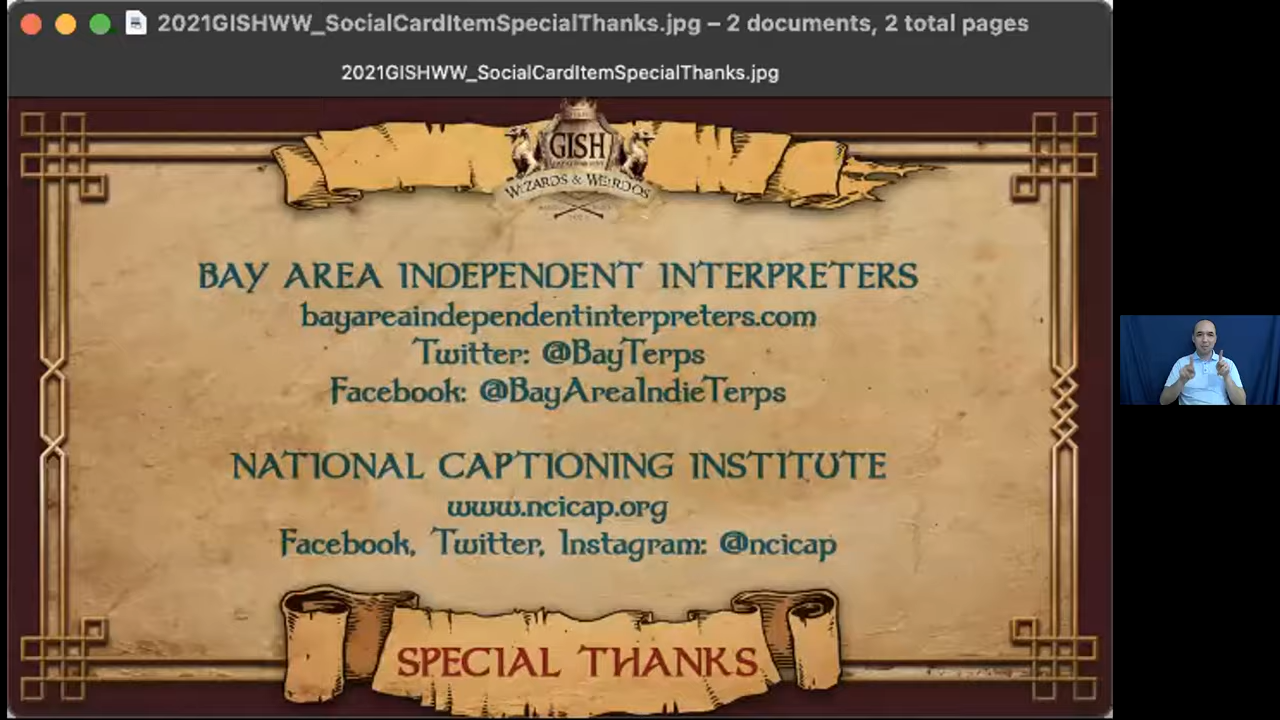 2021GISHWW_SocialCardItemSpecialThanks.jpg – 2 documents, 2 total pages
2021GISHWW_SocialCardItemSpecialThanks.jpg
GISH
WIZARDS & WEIRDOS
BAY AREA INDEPENDENT INTERPRETERS
bayareaindependentinterpreters.com
Twitter: @BayTerps
Facebook: @BayAreaIndieTerps
NATIONAL CAPTIONING INSTITUTE
www.ncicap.org
Facebook, Twitter, Instagram: @ncicap
SPECIAL THANKS